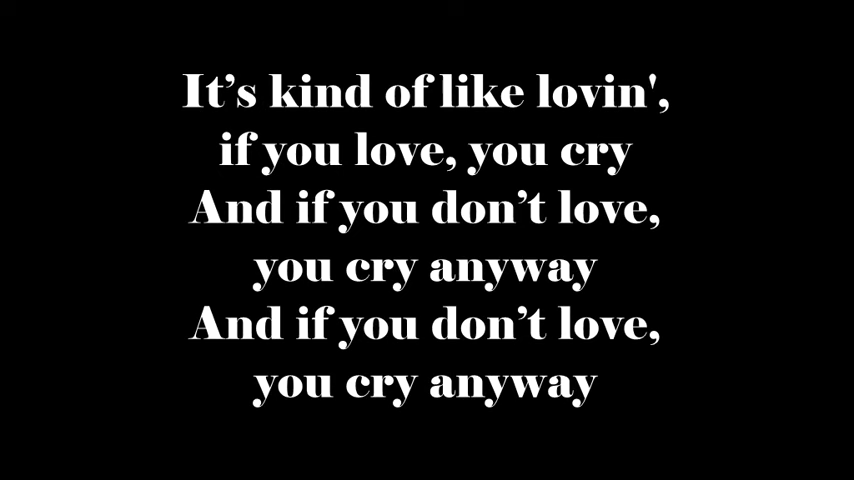 It’s kind of like lovin',
if you love, you cry
And if you don’t love,
you cry anyway
And if you don’t love,
you cry anyway